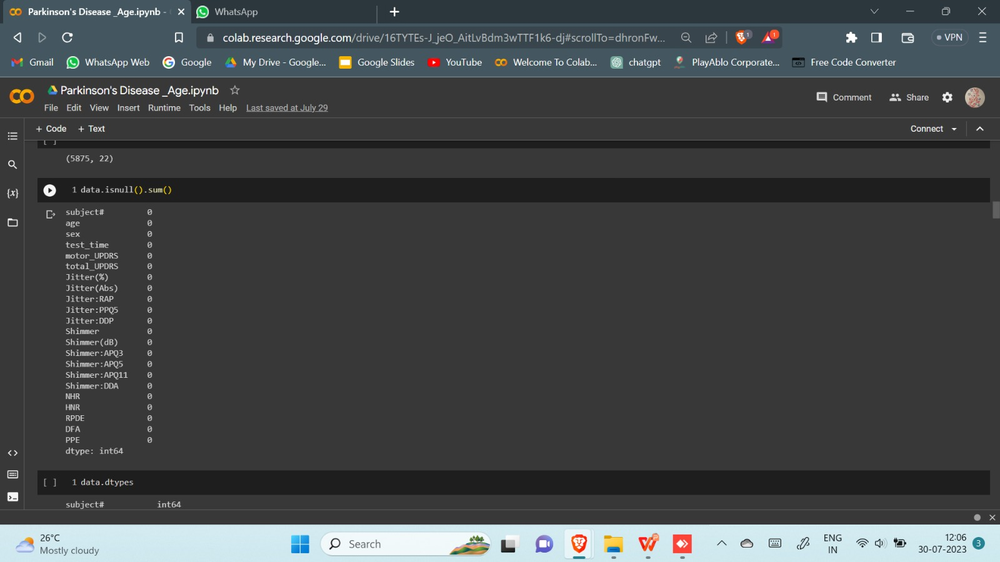 Parkinson's Disease _Age.ipynb -
WhatsApp
colab.research.google.com/drive/16TYTEs-J_jeO_AitLvBdm3wTTF1k6-dj#scrollTo=dhronFw...
1
1
VPN
Gmail
WhatsApp Web
Google
My Drive - Google...
Google Slides
YouTube
Welcome To Colab...
chatgpt
PlayAblo Corporate...
Free Code Converter
Parkinson's Disease _Age.ipynb
Comment
Share
File Edit View Insert Runtime Tools Help Last saved at July 29
+ Code + Text
Connect
[ ]
(5875, 22)
1 data.isnull().sum()
subject# 0
age 0
sex 0
test_time 0
motor_UPDRS 0
total_UPDRS 0
Jitter(%) 0
Jitter(Abs) 0
Jitter:RAP 0
Jitter:PPQ5 0
Jitter:DDP 0
Shimmer 0
Shimmer(dB) 0
Shimmer:APQ3 0
Shimmer:APQ5 0
Shimmer:APQ11 0
Shimmer:DDA 0
NHR 0
HNR 0
RPDE 0
DFA 0
PPE 0
dtype: int64
[ ] 1 data.dtypes
subject# int64
26°C
Mostly cloudy
Search
ENG
IN
12:06
30-07-2023
3